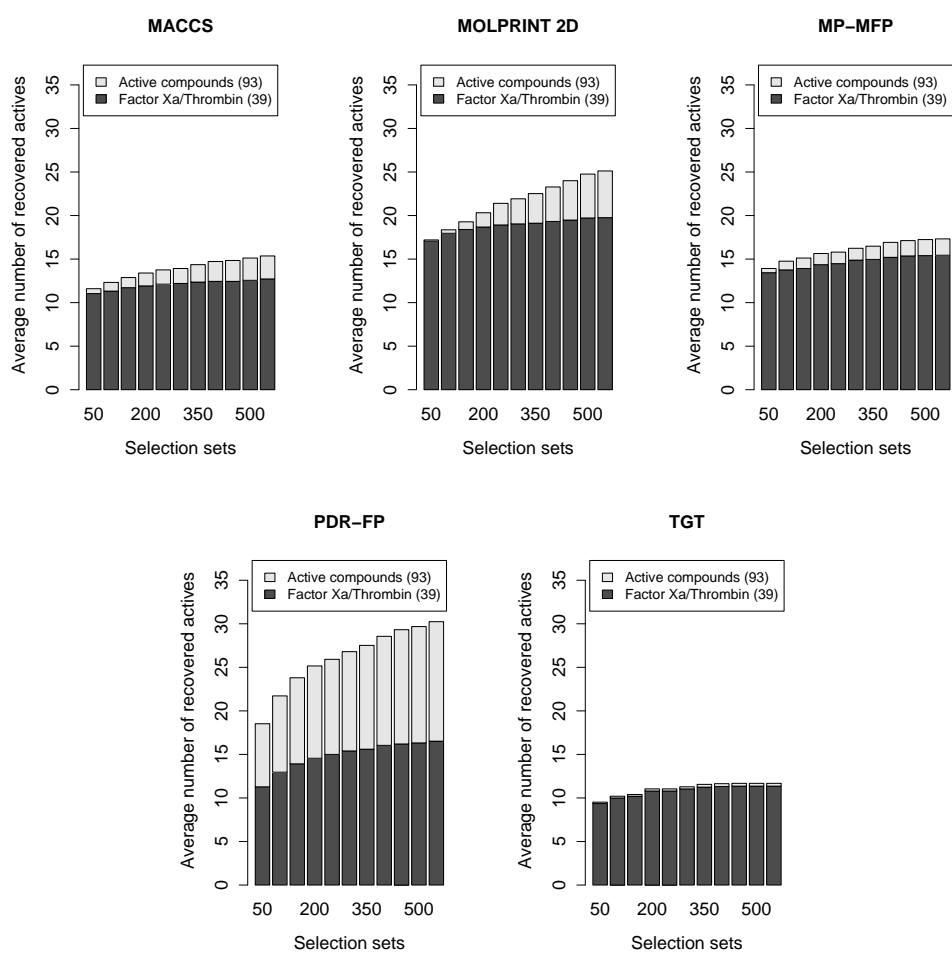 MACCS
Average number of recovered actives
0 5 10 15 20 25 30 35
Active compounds (93)
Factor Xa/Thrombin (39)
50 200 350 500
Selection sets
MOLPRINT 2D
Average number of recovered actives
0 5 10 15 20 25 30 35
Active compounds (93)
Factor Xa/Thrombin (39)
50 200 350 500
Selection sets
MP−MFP
Average number of recovered actives
0 5 10 15 20 25 30 35
Active compounds (93)
Factor Xa/Thrombin (39)
50 200 350 500
Selection sets
PDR−FP
Average number of recovered actives
0 5 10 15 20 25 30 35
Active compounds (93)
Factor Xa/Thrombin (39)
50 200 350 500
Selection sets
TGT
Average number of recovered actives
0 5 10 15 20 25 30 35
Active compounds (93)
Factor Xa/Thrombin (39)
50 200 350 500
Selection sets